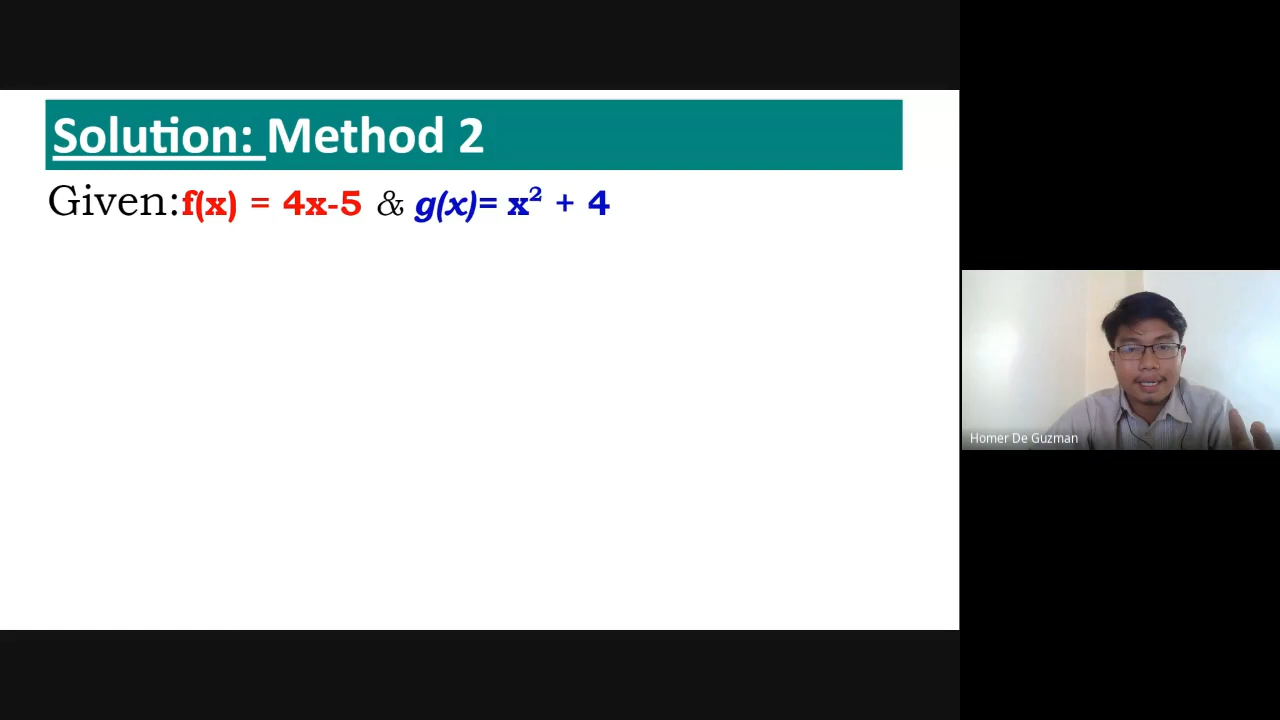 Solution: Method 2
Given:f(x) = 4x-5 & g(x)= x² + 4
Homer De Guzman